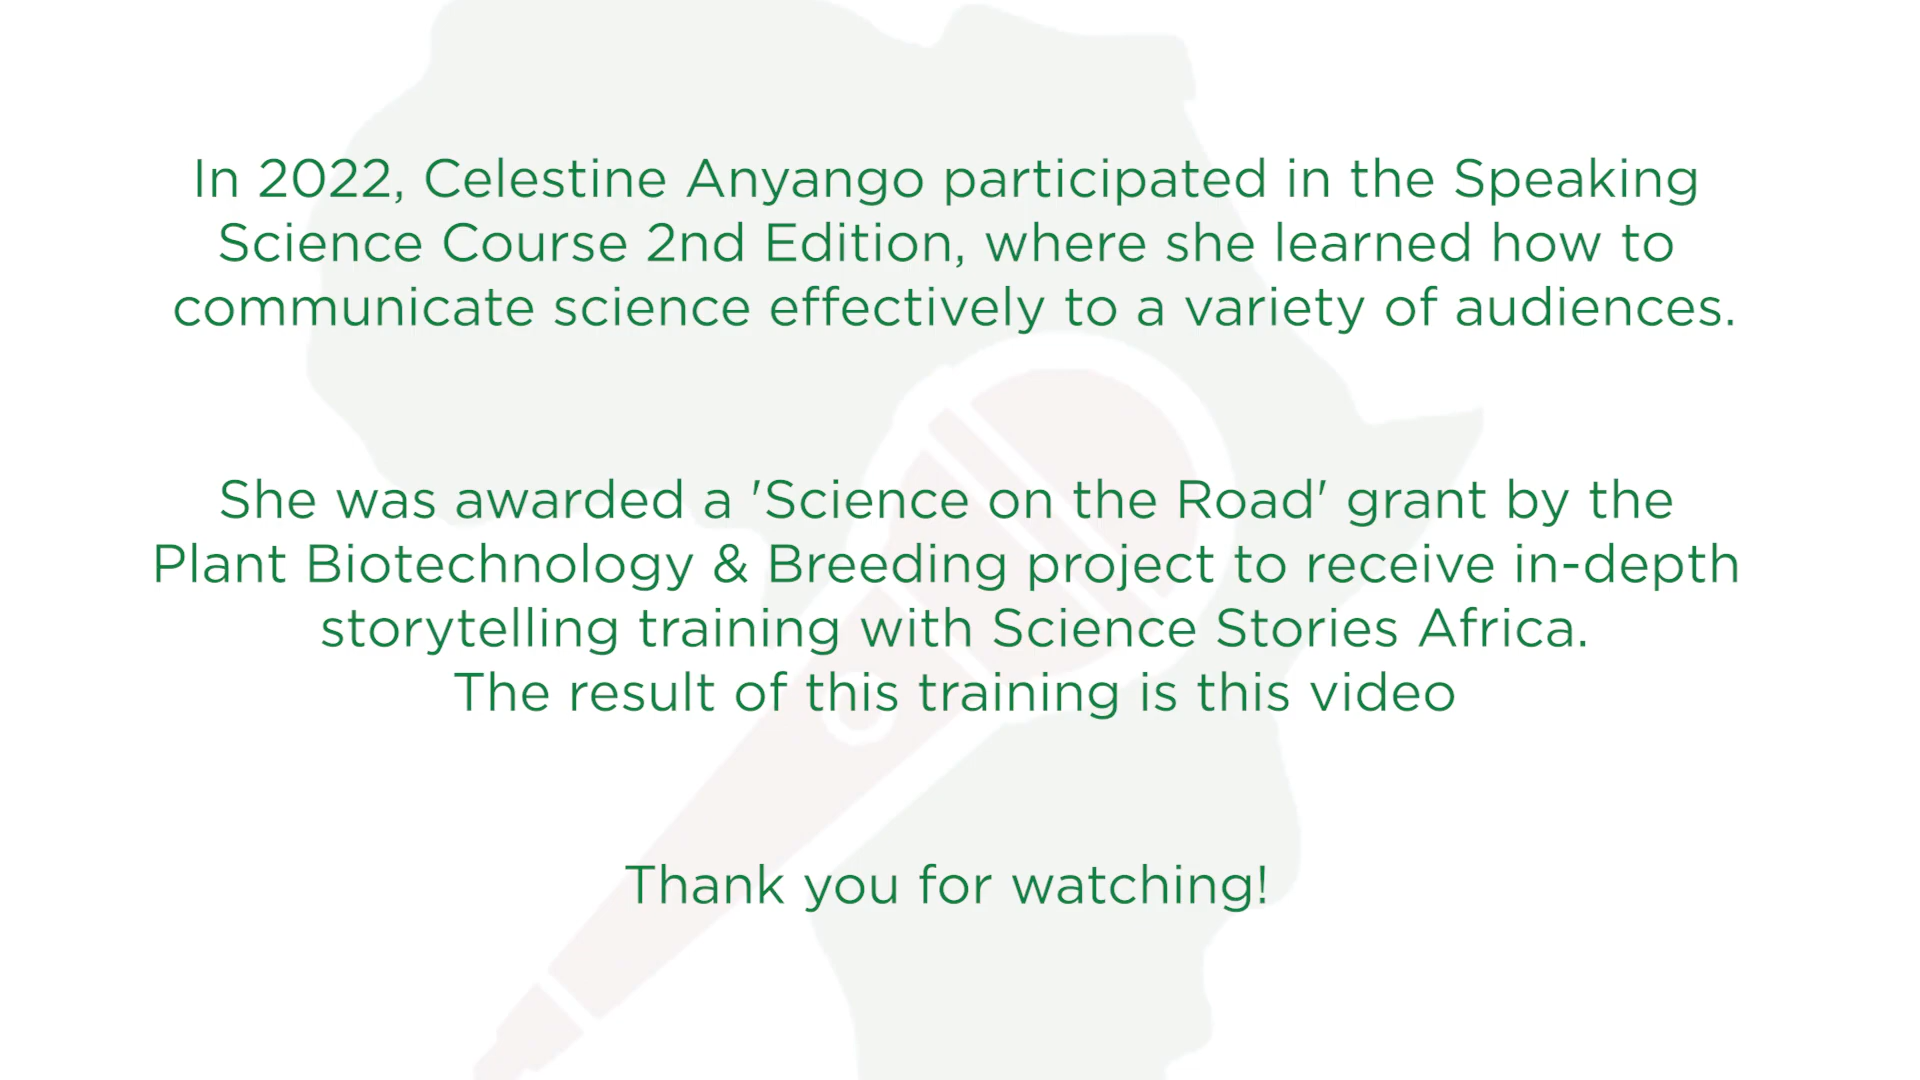 In 2022, Celestine Anyango participated in the Speaking
Science Course 2nd Edition, where she learned how to
communicate science effectively to a variety of audiences.
She was awarded a 'Science on the Road' grant by the
Plant Biotechnology & Breeding project to receive in-depth
storytelling training with Science Stories Africa.
The result of this training is this video
Thank you for watching!